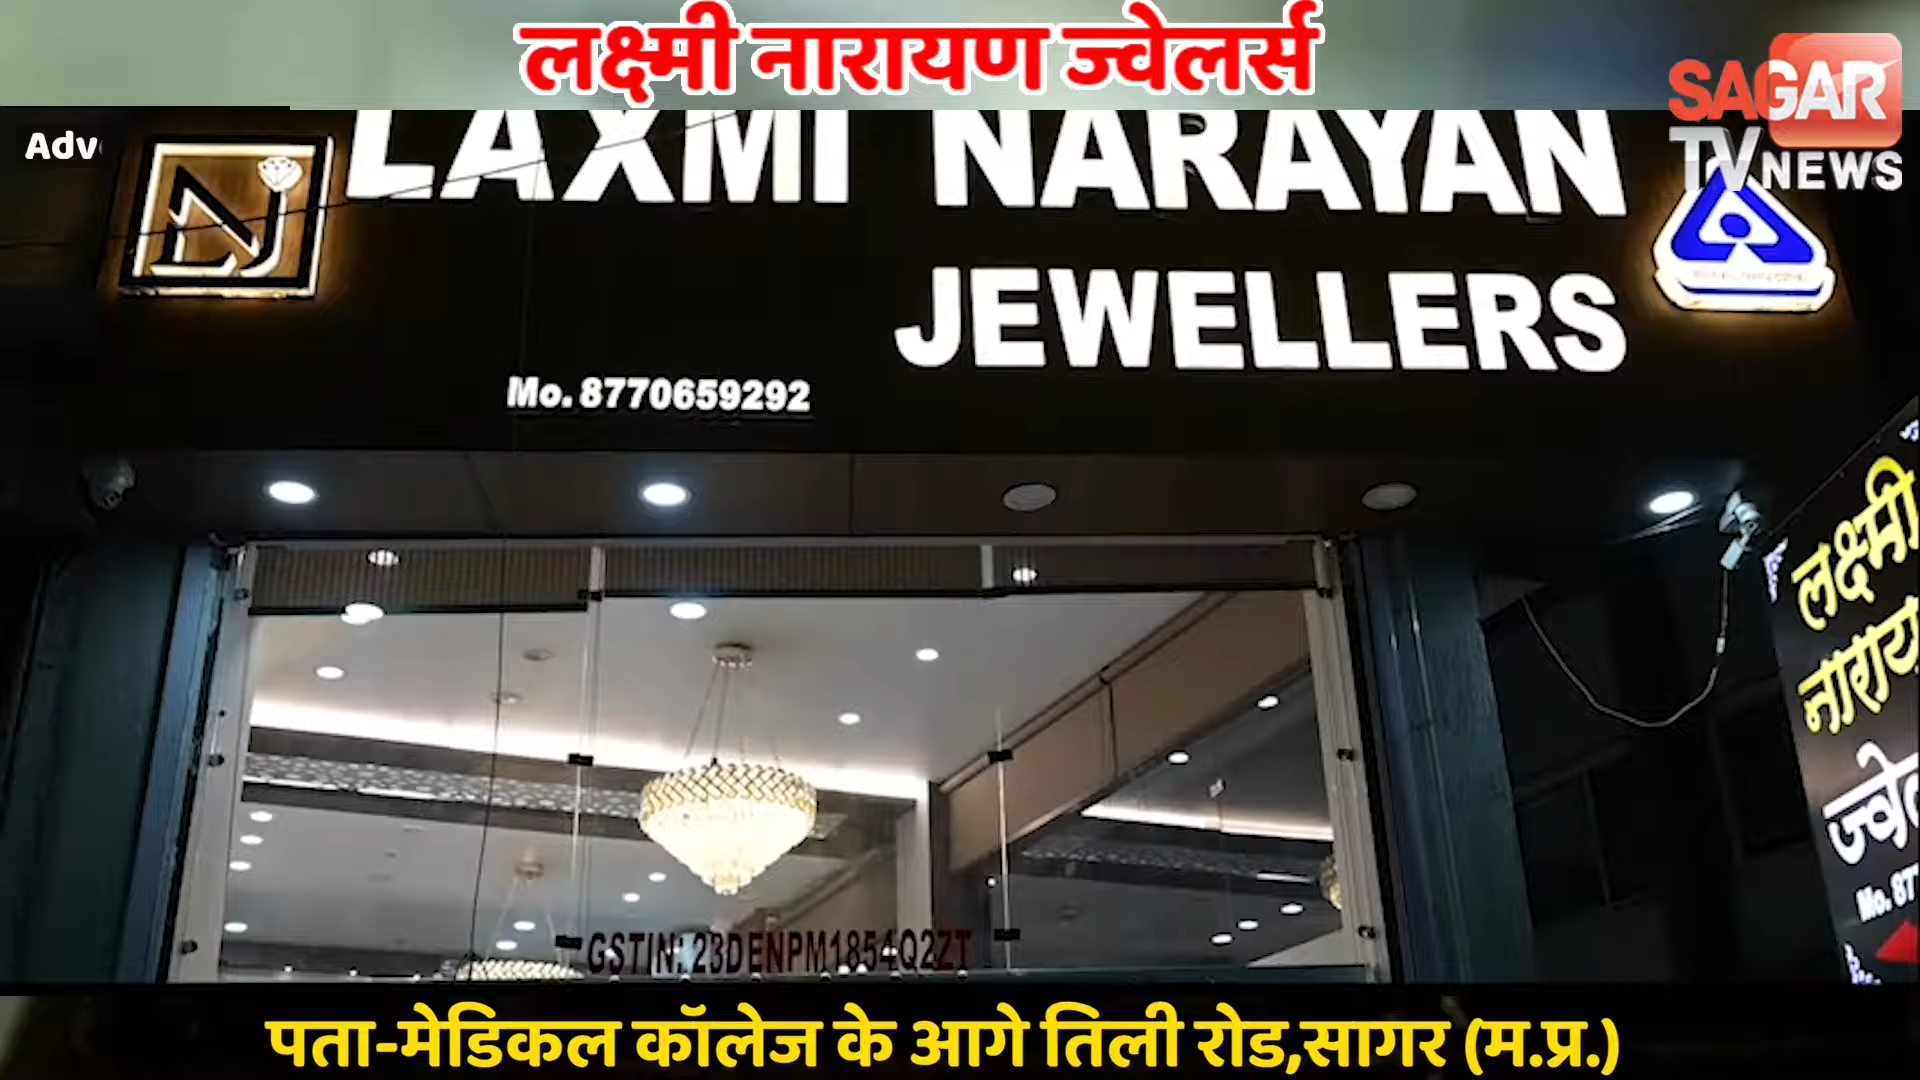 लक्ष्मी नारायण ज्वेलर्स
SAGAR
TV NEWS
Adv
LAXMI NARAYAN
NJ
JEWELLERS
Mo. 8770659292
लक्ष्मी
नाराय
ज्वे
Mo. 87
GSTIN: 23DENPM1854Q2ZT
पता-मेडिकल कॉलेज के आगे तिली रोड,सागर (म.प्र.)